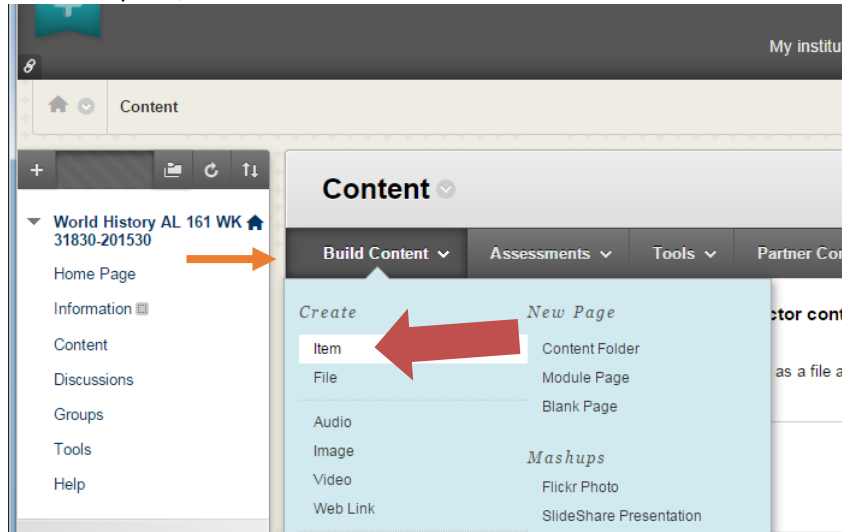 My institu
Content
World History AL 161 WK
31830-201530
Home Page
Information
Content
Discussions
Groups
Tools
Help
Content
Build Content
Assessments
Tools
Partner Cor
Create
Item
File
Audio
Image
Video
Web Link
New Page
Content Folder
Module Page
Blank Page
Mashups
Flickr Photo
SlideShare Presentation
ctor cont
as a file a